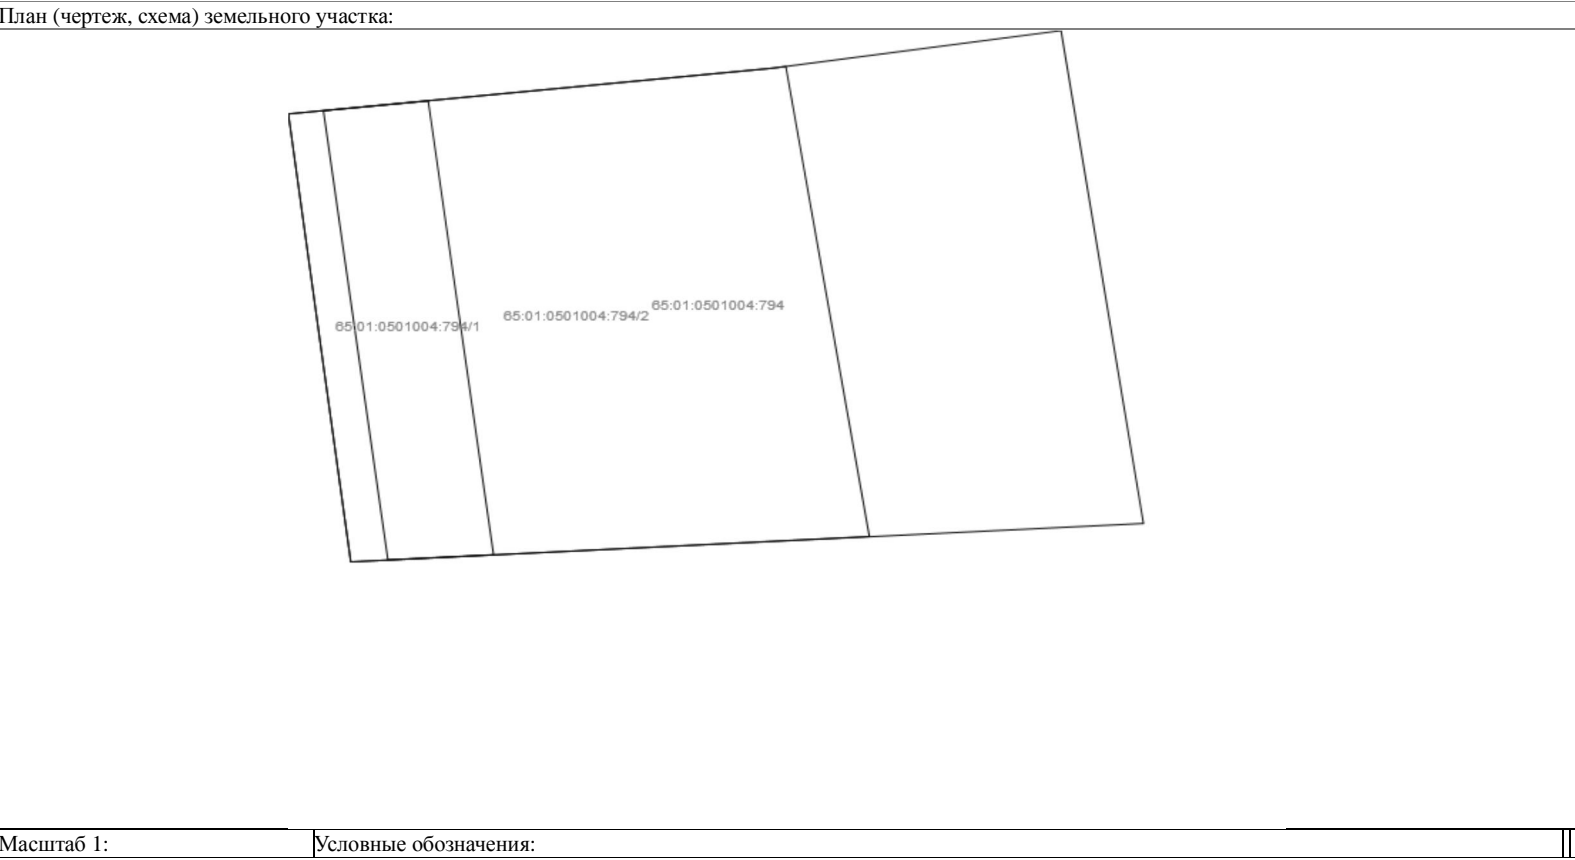 План (чертеж, схема) земельного участка:
65:01:0501004:794
65:01:0501004:794/2
65:01:0501004:794/1
Масштаб 1:
Условные обозначения: